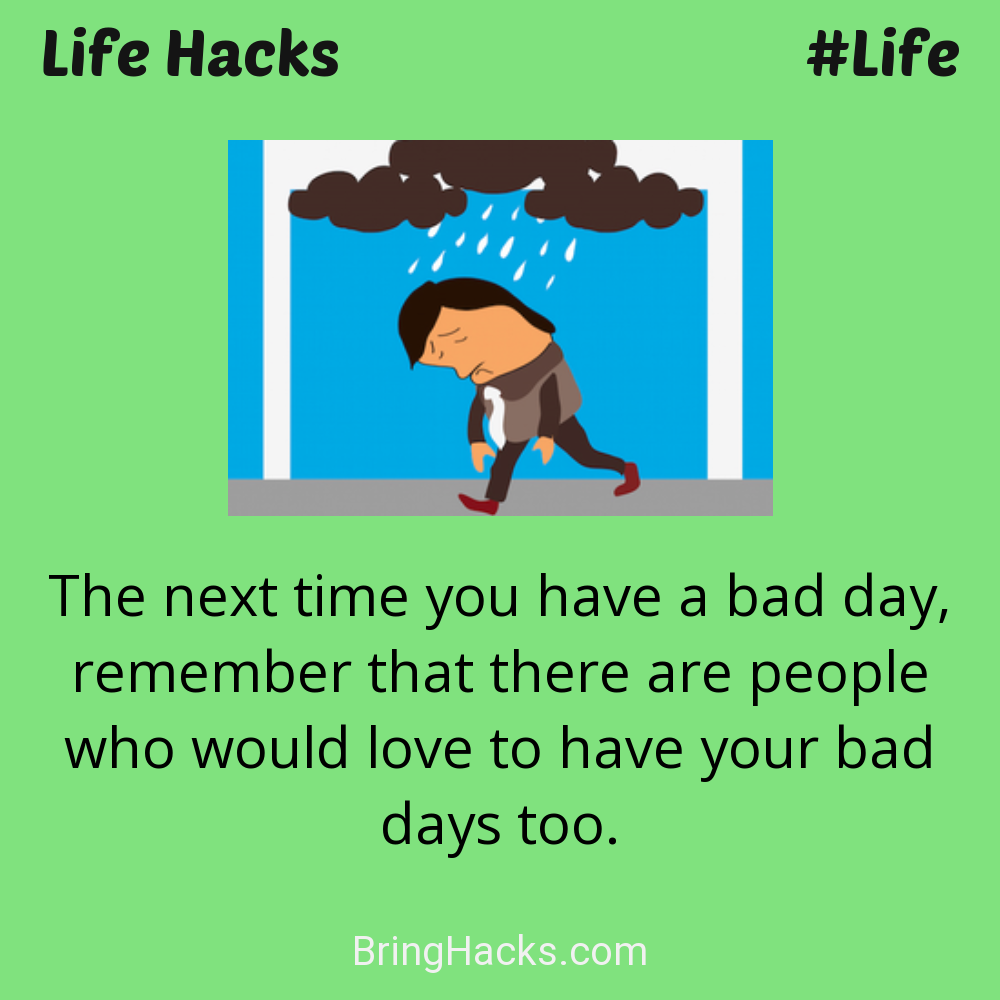 Life Hacks #Life
The next time you have a bad day,
remember that there are people
who would love to have your bad
days too.
BringHacks.com